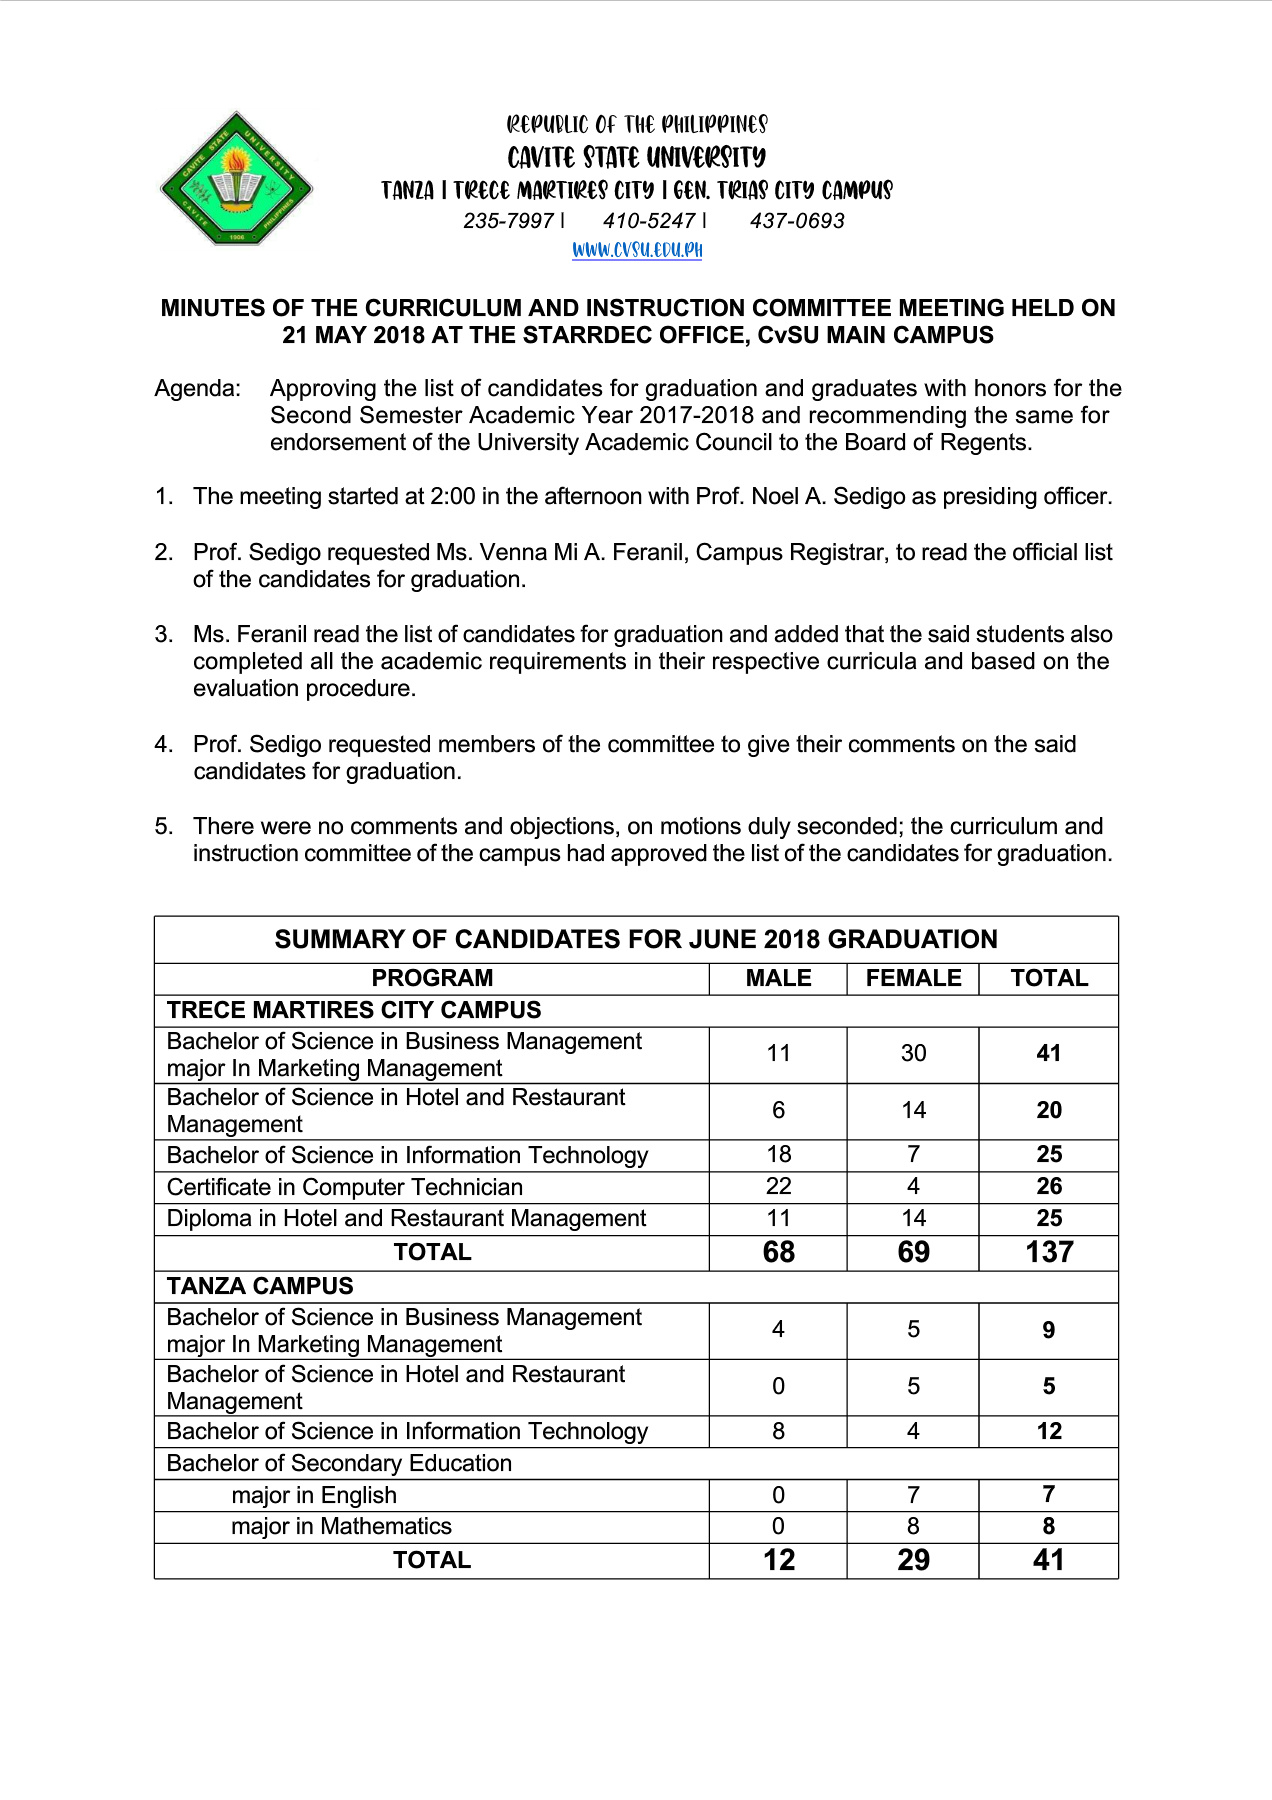 CAVITE STATE UNIVERSITY
CAVITE PHILIPPINES
1906
REPUBLIC OF THE PHILIPPINES
CAVITE STATE UNIVERSITY
TANZA | TRECE MARTIRES CITY | GEN. TRIAS CITY CAMPUS
235-7997 | 410-5247 | 437-0693
WWW.CVSU.EDU.PH
MINUTES OF THE CURRICULUM AND INSTRUCTION COMMITTEE MEETING HELD ON
21 MAY 2018 AT THE STARRDEC OFFICE, CvSU MAIN CAMPUS
Agenda: Approving the list of candidates for graduation and graduates with honors for the
Second Semester Academic Year 2017-2018 and recommending the same for
endorsement of the University Academic Council to the Board of Regents.
1. The meeting started at 2:00 in the afternoon with Prof. Noel A. Sedigo as presiding officer.
2. Prof. Sedigo requested Ms. Venna Mi A. Feranil, Campus Registrar, to read the official list
of the candidates for graduation.
3. Ms. Feranil read the list of candidates for graduation and added that the said students also
completed all the academic requirements in their respective curricula and based on the
evaluation procedure.
4. Prof. Sedigo requested members of the committee to give their comments on the said
candidates for graduation.
5. There were no comments and objections, on motions duly seconded; the curriculum and
instruction committee of the campus had approved the list of the candidates for graduation.
SUMMARY OF CANDIDATES FOR JUNE 2018 GRADUATION
PROGRAM MALE FEMALE TOTAL
TRECE MARTIRES CITY CAMPUS
Bachelor of Science in Business Management
major In Marketing Management 11 30 41
Bachelor of Science in Hotel and Restaurant
Management 6 14 20
Bachelor of Science in Information Technology 18 7 25
Certificate in Computer Technician 22 4 26
Diploma in Hotel and Restaurant Management 11 14 25
TOTAL 68 69 137
TANZA CAMPUS
Bachelor of Science in Business Management
major In Marketing Management 4 5 9
Bachelor of Science in Hotel and Restaurant
Management 0 5 5
Bachelor of Science in Information Technology 8 4 12
Bachelor of Secondary Education
major in English 0 7 7
major in Mathematics 0 8 8
TOTAL 12 29 41